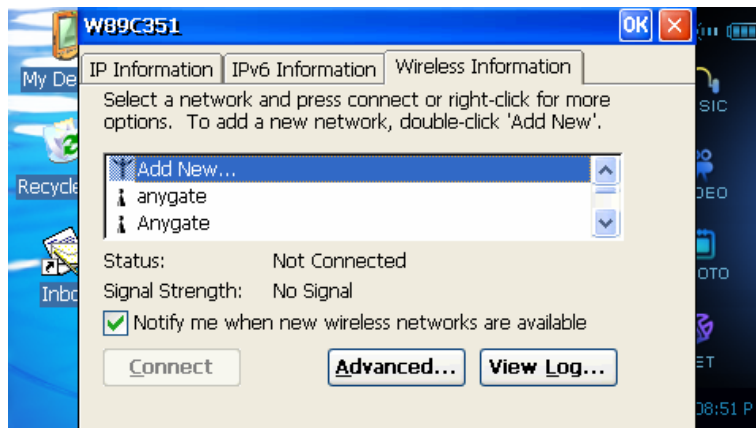 W89C351
OK
IP Information
IPv6 Information
Wireless Information
Select a network and press connect or right-click for more
options. To add a new network, double-click 'Add New'.
Add New...
anygate
Anygate
Status: Not Connected
Signal Strength: No Signal
Notify me when new wireless networks are available
Connect
Advanced...
View Log...
My De
Recycle
Inbo
SIC
DEO
OTO
ET
08:51 P